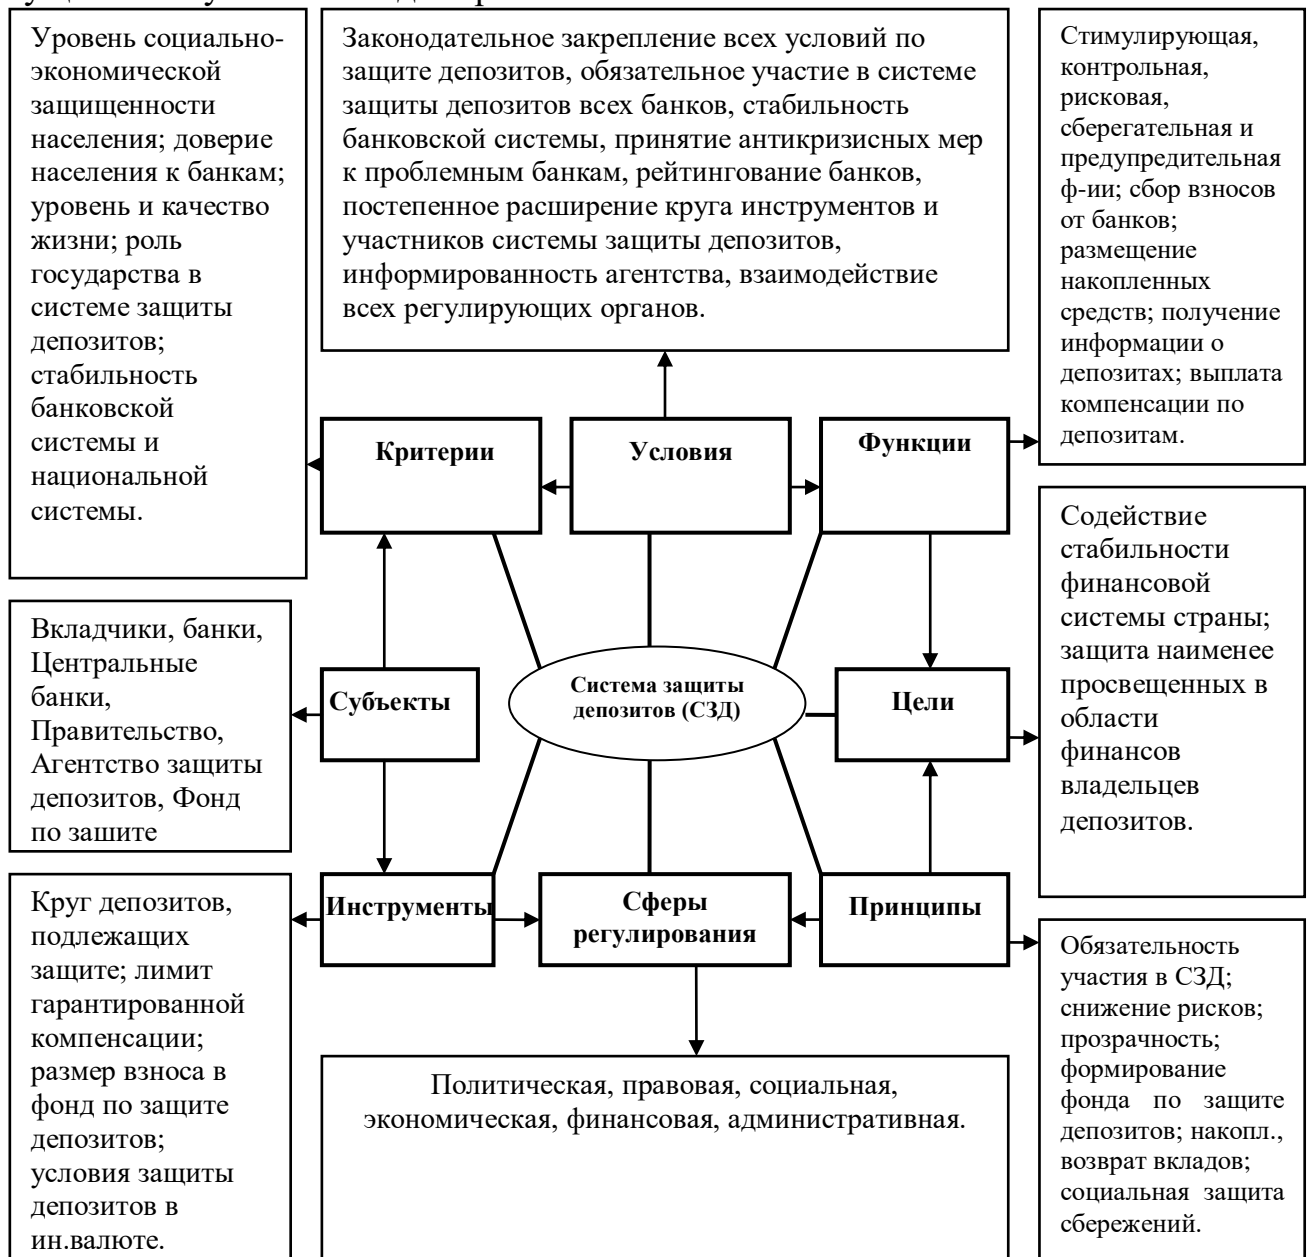 Уровень социально-
экономической
защищенности
населения; доверие
населения к банкам;
уровень и качество
жизни; роль
государства в
системе защиты
депозитов;
стабильность
банковской
системы и
национальной
системы.
Законодательное закрепление всех условий по
защите депозитов, обязательное участие в системе
защиты депозитов всех банков, стабильность
банковской системы, принятие антикризисных мер
к проблемным банкам, рейтингование банков,
постепенное расширение круга инструментов и
участников системы защиты депозитов,
информированность агентства, взаимодействие
всех регулирующих органов.
Стимулирующая,
контрольная,
рисковая,
сберегательная и
предупредительная
ф-ии; сбор взносов
от банков;
размещение
накопленных
средств; получение
информации о
депозитах; выплата
компенсации по
депозитам.
Критерии
Условия
Функции
Содействие
стабильности
финансовой
системы страны;
защита наименее
просвещенных в
области
финансов
владельцев
депозитов.
Вкладчики, банки,
Центральные
банки,
Правительство,
Агентство защиты
депозитов, Фонд
по зашите
Субъекты
Система защиты
депозитов (СЗД)
Цели
Инструменты
Сферы
регулирования
Принципы
Круг депозитов,
подлежащих
защите; лимит
гарантированной
компенсации;
размер взноса в
фонд по защите
депозитов;
условия защиты
депозитов в
ин.валюте.
Политическая, правовая, социальная,
экономическая, финансовая, административная.
Обязательность
участия в СЗД;
снижение рисков;
прозрачность;
формирование
фонда по защите
депозитов; накопл.,
возврат вкладов;
социальная защита
сбережений.